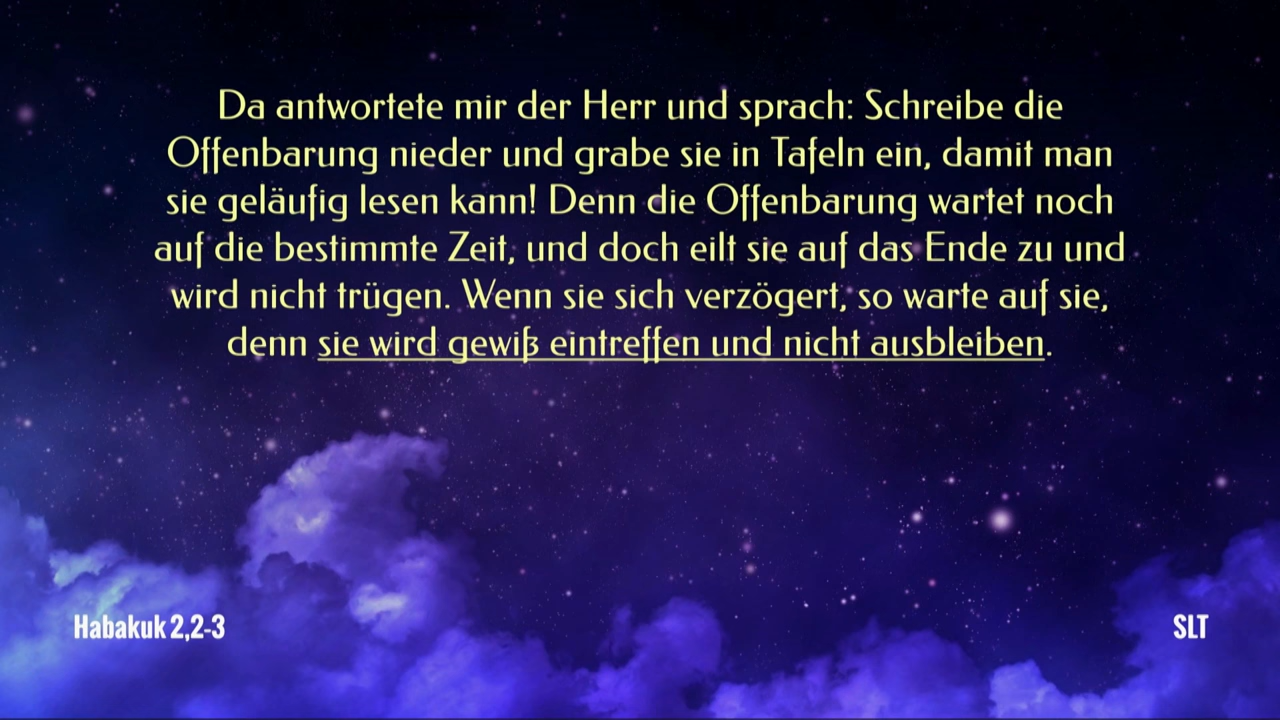 Da antwortete mir der Herr und sprach: Schreibe die
Offenbarung nieder und grabe sie in Tafeln ein, damit man
sie geläufig lesen kann! Denn die Offenbarung wartet noch
auf die bestimmte Zeit, und doch eilt sie auf das Ende zu und
wird nicht trügen. Wenn sie sich verzögert, so warte auf sie,
denn sie wird gewiß eintreffen und nicht ausbleiben.
Habakuk 2,2-3
SLT